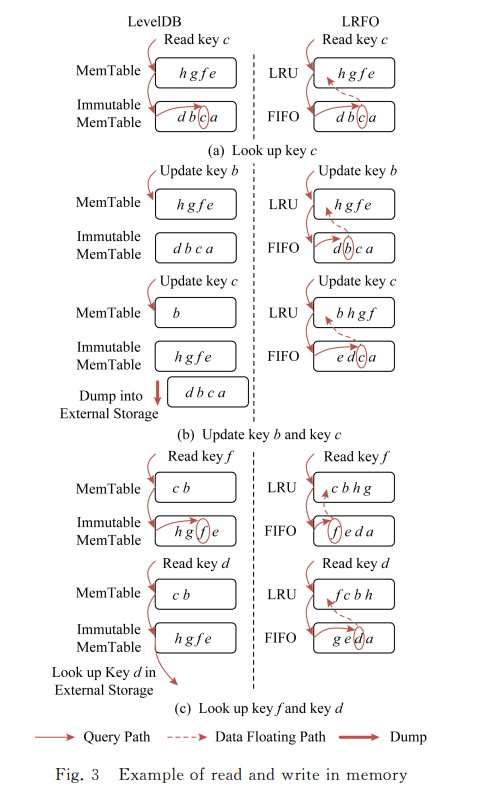 LevelDB LRFO
Read key c Read key c
MemTable h g f e LRU h g f e
Immutable
MemTable d b c a FIFO d b c a
(a) Look up key c
Update key b Update key b
MemTable h g f e LRU h g f e
Immutable
MemTable d b c a FIFO d b c a
Update key c Update key c
MemTable b LRU b h g f
Immutable
MemTable h g f e FIFO e d c a
Dump into
External Storage d b c a
(b) Update key b and key c
Read key f Read key f
MemTable c b LRU c b h g
Immutable
MemTable h g f e FIFO f e d a
Read key d Read key d
MemTable c b LRU f c b h
Immutable
MemTable h g f e FIFO g e d a
Look up Key d in
External Storage
(c) Look up key f and key d
Query Path Data Floating Path Dump
Fig. 3 Example of read and write in memory